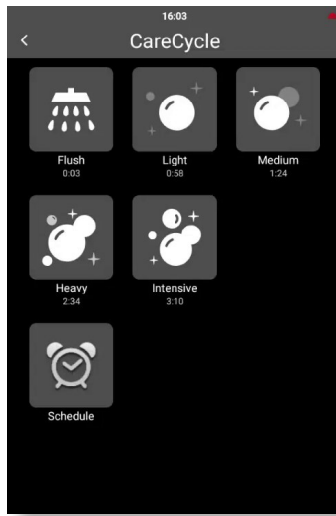 16:03
CareCycle
Flush
0:03
Light
0:58
Medium
1:24
Heavy
2:34
Intensive
3:10
Schedule